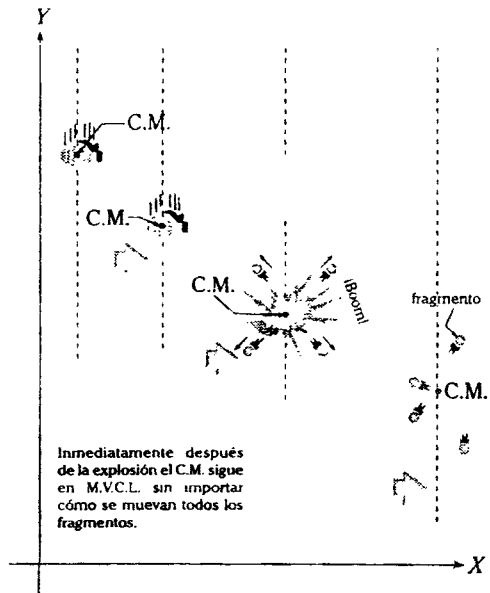 Y
C.M.
C.M.
C.M.
¡Boom!
fragmento
C.M.
Inmediatamente después
de la explosión el C.M. sigue
en M.V.C.L. sin importar
cómo se muevan todos los
fragmentos.
X